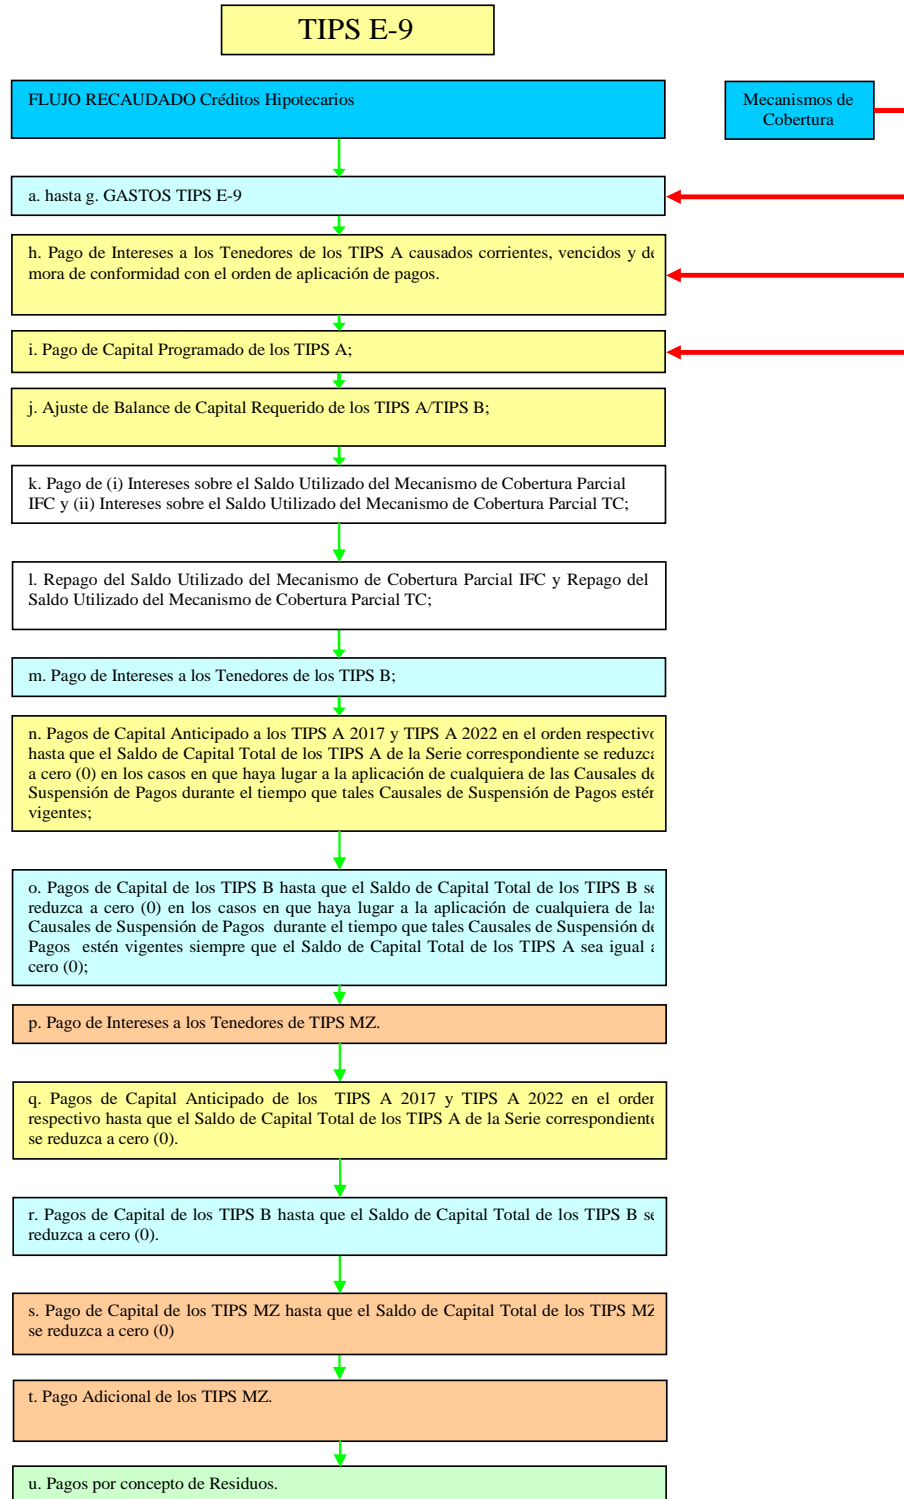 TIPS E-9
FLUJO RECAUDADO Créditos Hipotecarios
Mecanismos de
Cobertura
a. hasta g. GASTOS TIPS E-9
h. Pago de Intereses a los Tenedores de los TIPS A causados corrientes, vencidos y de
mora de conformidad con el orden de aplicación de pagos.
i. Pago de Capital Programado de los TIPS A;
j. Ajuste de Balance de Capital Requerido de los TIPS A/TIPS B;
k. Pago de (i) Intereses sobre el Saldo Utilizado del Mecanismo de Cobertura Parcial
IFC y (ii) Intereses sobre el Saldo Utilizado del Mecanismo de Cobertura Parcial TC;
l. Repago del Saldo Utilizado del Mecanismo de Cobertura Parcial IFC y Repago del
Saldo Utilizado del Mecanismo de Cobertura Parcial TC;
m. Pago de Intereses a los Tenedores de los TIPS B;
n. Pagos de Capital Anticipado a los TIPS A 2017 y TIPS A 2022 en el orden respectivo
hasta que el Saldo de Capital Total de los TIPS A de la Serie correspondiente se reduzca
a cero (0) en los casos en que haya lugar a la aplicación de cualquiera de las Causales de
Suspensión de Pagos durante el tiempo que tales Causales de Suspensión de Pagos estén
vigentes;
o. Pagos de Capital de los TIPS B hasta que el Saldo de Capital Total de los TIPS B se
reduzca a cero (0) en los casos en que haya lugar a la aplicación de cualquiera de las
Causales de Suspensión de Pagos durante el tiempo que tales Causales de Suspensión de
Pagos estén vigentes siempre que el Saldo de Capital Total de los TIPS A sea igual a
cero (0);
p. Pago de Intereses a los Tenedores de TIPS MZ.
q. Pagos de Capital Anticipado de los TIPS A 2017 y TIPS A 2022 en el orden
respectivo hasta que el Saldo de Capital Total de los TIPS A de la Serie correspondiente
se reduzca a cero (0).
r. Pagos de Capital de los TIPS B hasta que el Saldo de Capital Total de los TIPS B se
reduzca a cero (0).
s. Pago de Capital de los TIPS MZ hasta que el Saldo de Capital Total de los TIPS MZ
se reduzca a cero (0)
t. Pago Adicional de los TIPS MZ.
u. Pagos por concepto de Residuos.